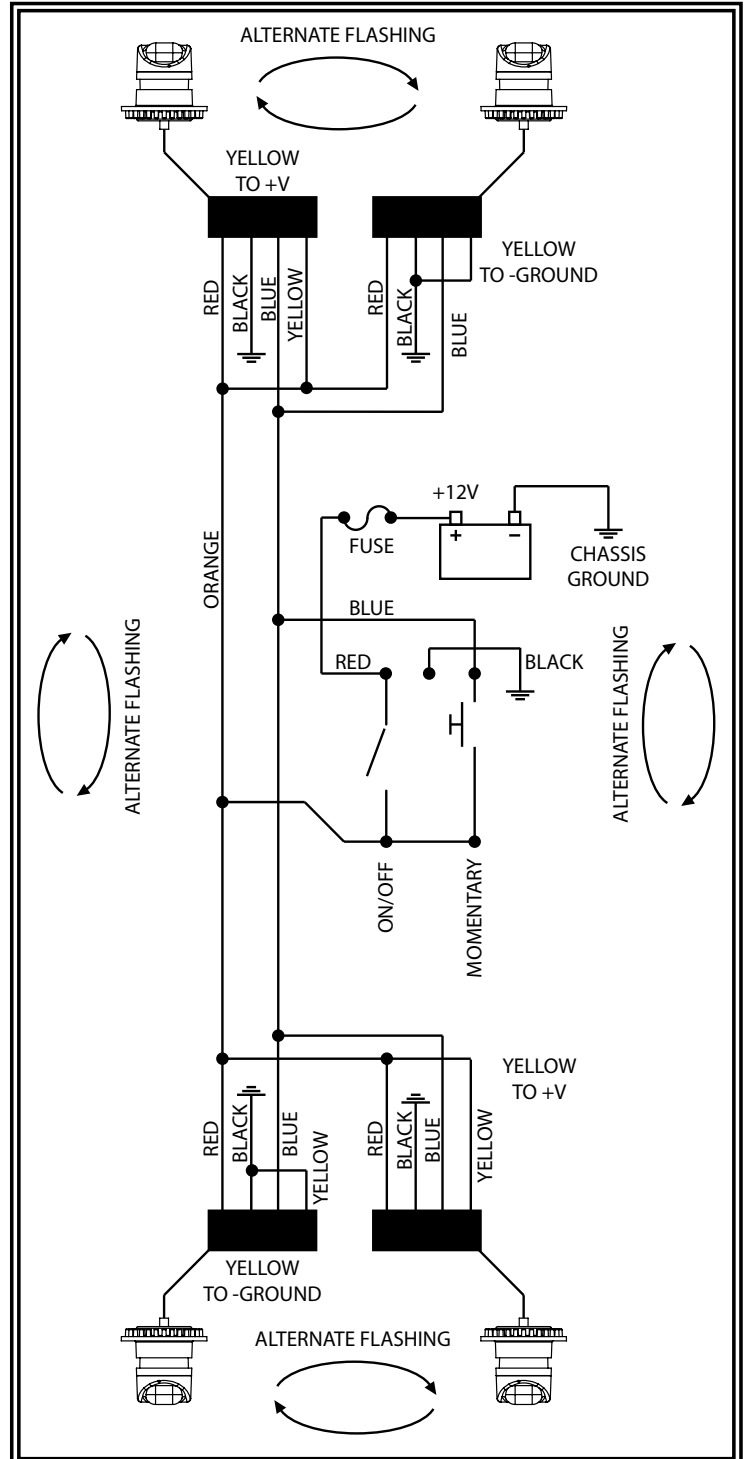 ALTERNATE FLASHING
YELLOW
TO +V
YELLOW
TO -GROUND
RED
BLACK
BLUE
YELLOW
RED
BLACK
BLUE
+12V
+
−
FUSE
CHASSIS
GROUND
ORANGE
BLUE
RED
BLACK
ALTERNATE FLASHING
ALTERNATE FLASHING
ON/OFF
MOMENTARY
YELLOW
TO +V
RED
BLACK
BLUE
YELLOW
RED
BLACK
BLUE
YELLOW
YELLOW
TO -GROUND
ALTERNATE FLASHING